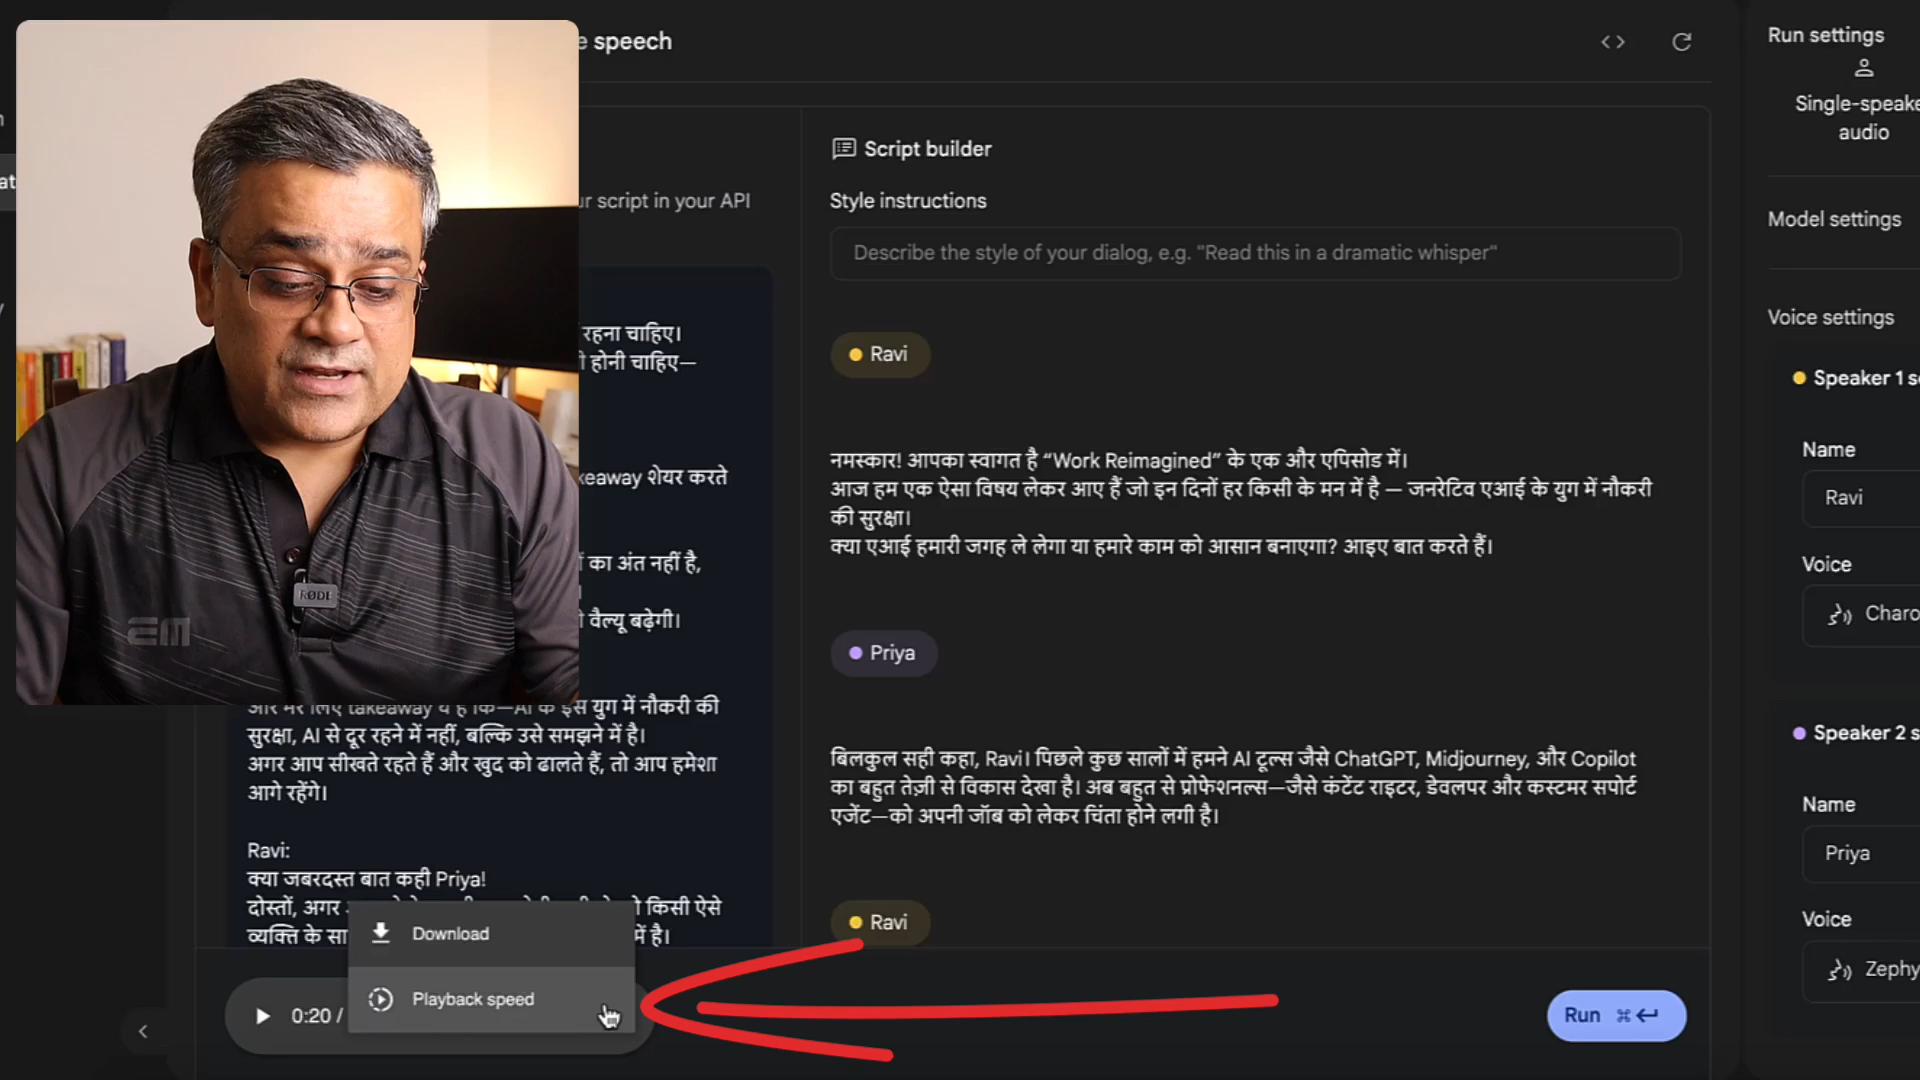 speech
Run settings
Single-speaker
audio
Model settings
Voice settings
Speaker 1
Name
Ravi
Voice
Speaker 2
Name
Priya
Voice
script in your API
रहना चाहिए।
होनी चाहिए—
शेयर करते
का अंत नहीं है,
वैल्यू बढ़ेगी।
और मेरे लिए takeaway ये है कि—AI के इस युग में नौकरी की
सुरक्षा, AI से दूर रहने में नहीं, बल्कि उसे समझने में है।
अगर आप सीखते रहते हैं और खुद को ढालते हैं, तो आप हमेशा
आगे रहेंगे।
Ravi:
क्या जबरदस्त बात कही Priya!
दोस्तों, अगर
किसी ऐसे
व्यक्ति के
में है।
Script builder
Style instructions
Describe the style of your dialog, e.g. "Read this in a dramatic whisper"
Ravi
नमस्कार! आपका स्वागत है “Work Reimagined” के एक और एपिसोड में।
आज हम एक ऐसा विषय लेकर आए हैं जो इन दिनों हर किसी के मन में है — जनरेटिव एआई के युग में नौकरी
की सुरक्षा।
क्या एआई हमारी जगह ले लेगा या हमारे काम को आसान बनाएगा? आइए बात करते हैं।
Priya
बिलकुल सही कहा, Ravi। पिछले कुछ सालों में हमने AI टूल्स जैसे ChatGPT, Midjourney, और Copilot
का बहुत तेज़ी से विकास देखा है। अब बहुत से प्रोफेशनल्स—जैसे कंटेंट राइटर, डेवलपर और कस्टमर सपोर्ट
एजेंट—को अपनी जॉब को लेकर चिंता होने लगी है।
Ravi
Download
Playback speed
0:20 /
Run ⌘↵
RØDE